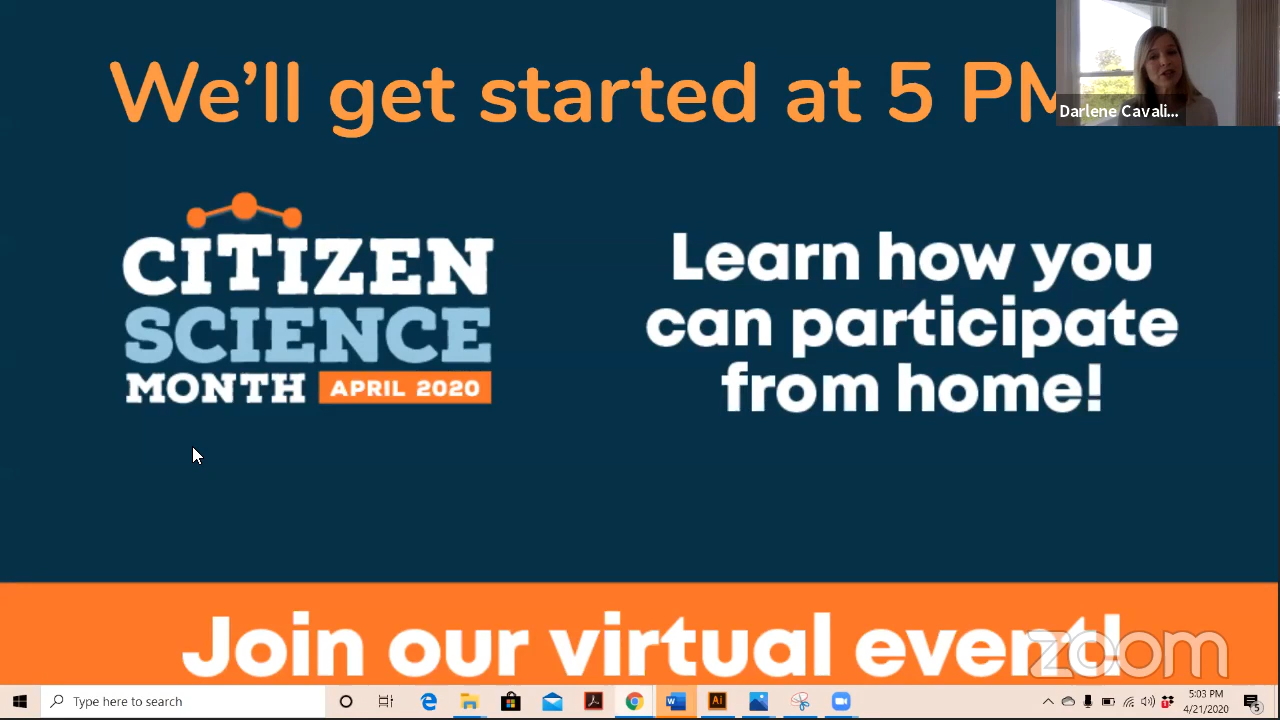 We'll get started at 5 PM
Darlene Cavali...
CITIZEN
SCIENCE
MONTH APRIL 2020
Learn how you
can participate
from home!
Join our virtual event!
zoom
Type here to search
5:03 PM
4/21/2020
5